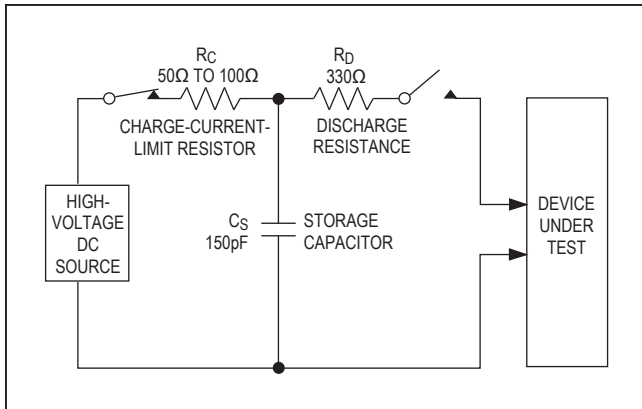 RC
50Ω TO 100Ω
CHARGE-CURRENT-
LIMIT RESISTOR
RD
330Ω
DISCHARGE
RESISTANCE
HIGH-
VOLTAGE
DC
SOURCE
CS
150pF
STORAGE
CAPACITOR
DEVICE
UNDER
TEST